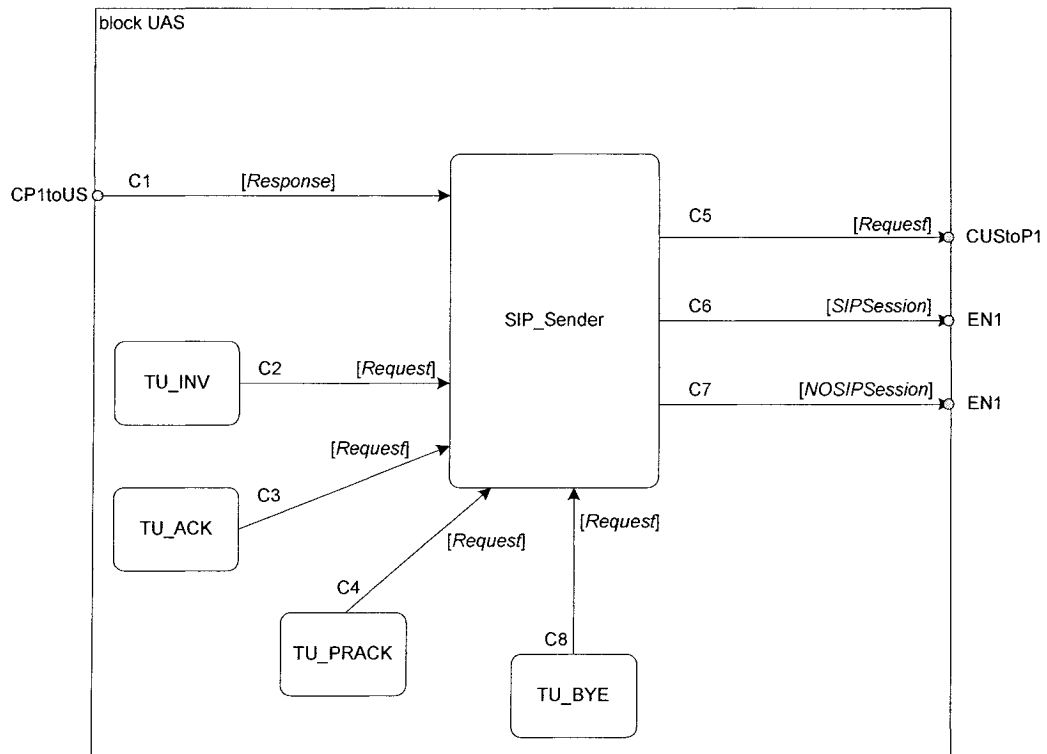 block UAS
CP1toUS
C1
[Response]
C5
[Request]
CUStoP1
C6
[SIPSession]
EN1
SIP_Sender
C2
[Request]
TU_INV
C7
[NOSIPSession]
EN1
[Request]
C3
TU_ACK
[Request]
[Request]
C4
TU_PRACK
C8
TU_BYE